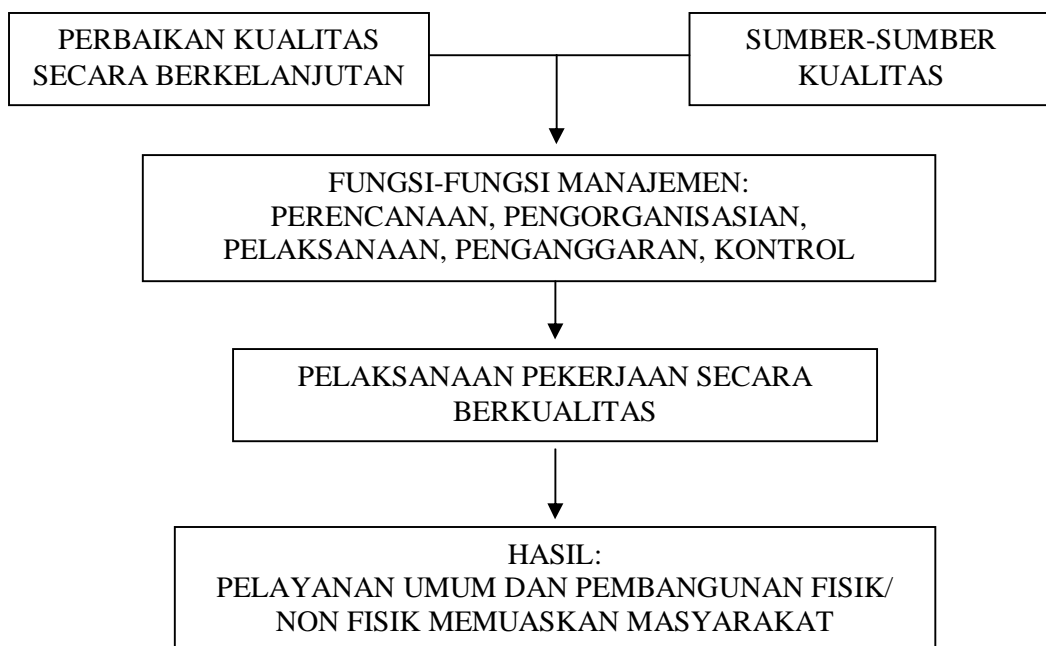 PERBAIKAN KUALITAS
SECARA BERKELANJUTAN
SUMBER-SUMBER
KUALITAS
FUNGSI-FUNGSI MANAJEMEN:
PERENCANAAN, PENGORGANISASIAN,
PELAKSANAAN, PENGANGGARAN, KONTROL
PELAKSANAAN PEKERJAAN SECARA
BERKUALITAS
HASIL:
PELAYANAN UMUM DAN PEMBANGUNAN FISIK/
NON FISIK MEMUASKAN MASYARAKAT